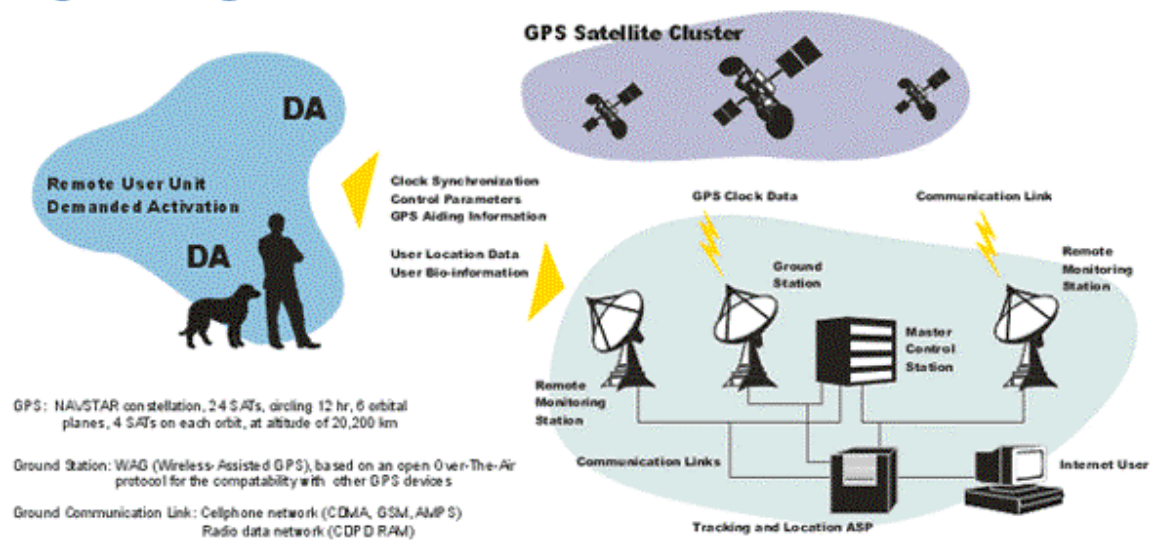 GPS Satellite Cluster
DA
Remote User Unit
Demanded Activation
DA
Clock Synchronization
Control Parameters
GPS Aiding Information
User Location Data
User Bio-information
GPS Clock Data
Communication Link
Ground
Station
Remote
Monitoring
Station
Master
Control
Station
Remote
Monitoring
Station
Communication Links
Internet User
Tracking and Location ASP
GPS: NAVSTAR constellation, 24 SATs, circling 12 hr, 6 orbital
planes, 4 SATs on each orbit, at altitude of 20,200 km
Ground Station: WAG (Wireless-Assisted GPS), based on an open Over-The-Air
protocol for the compatability with other GPS devices
Ground Communication Link: Cellphone network (CDMA, GSM, AMPS)
Radio data network (CDPD RAM)